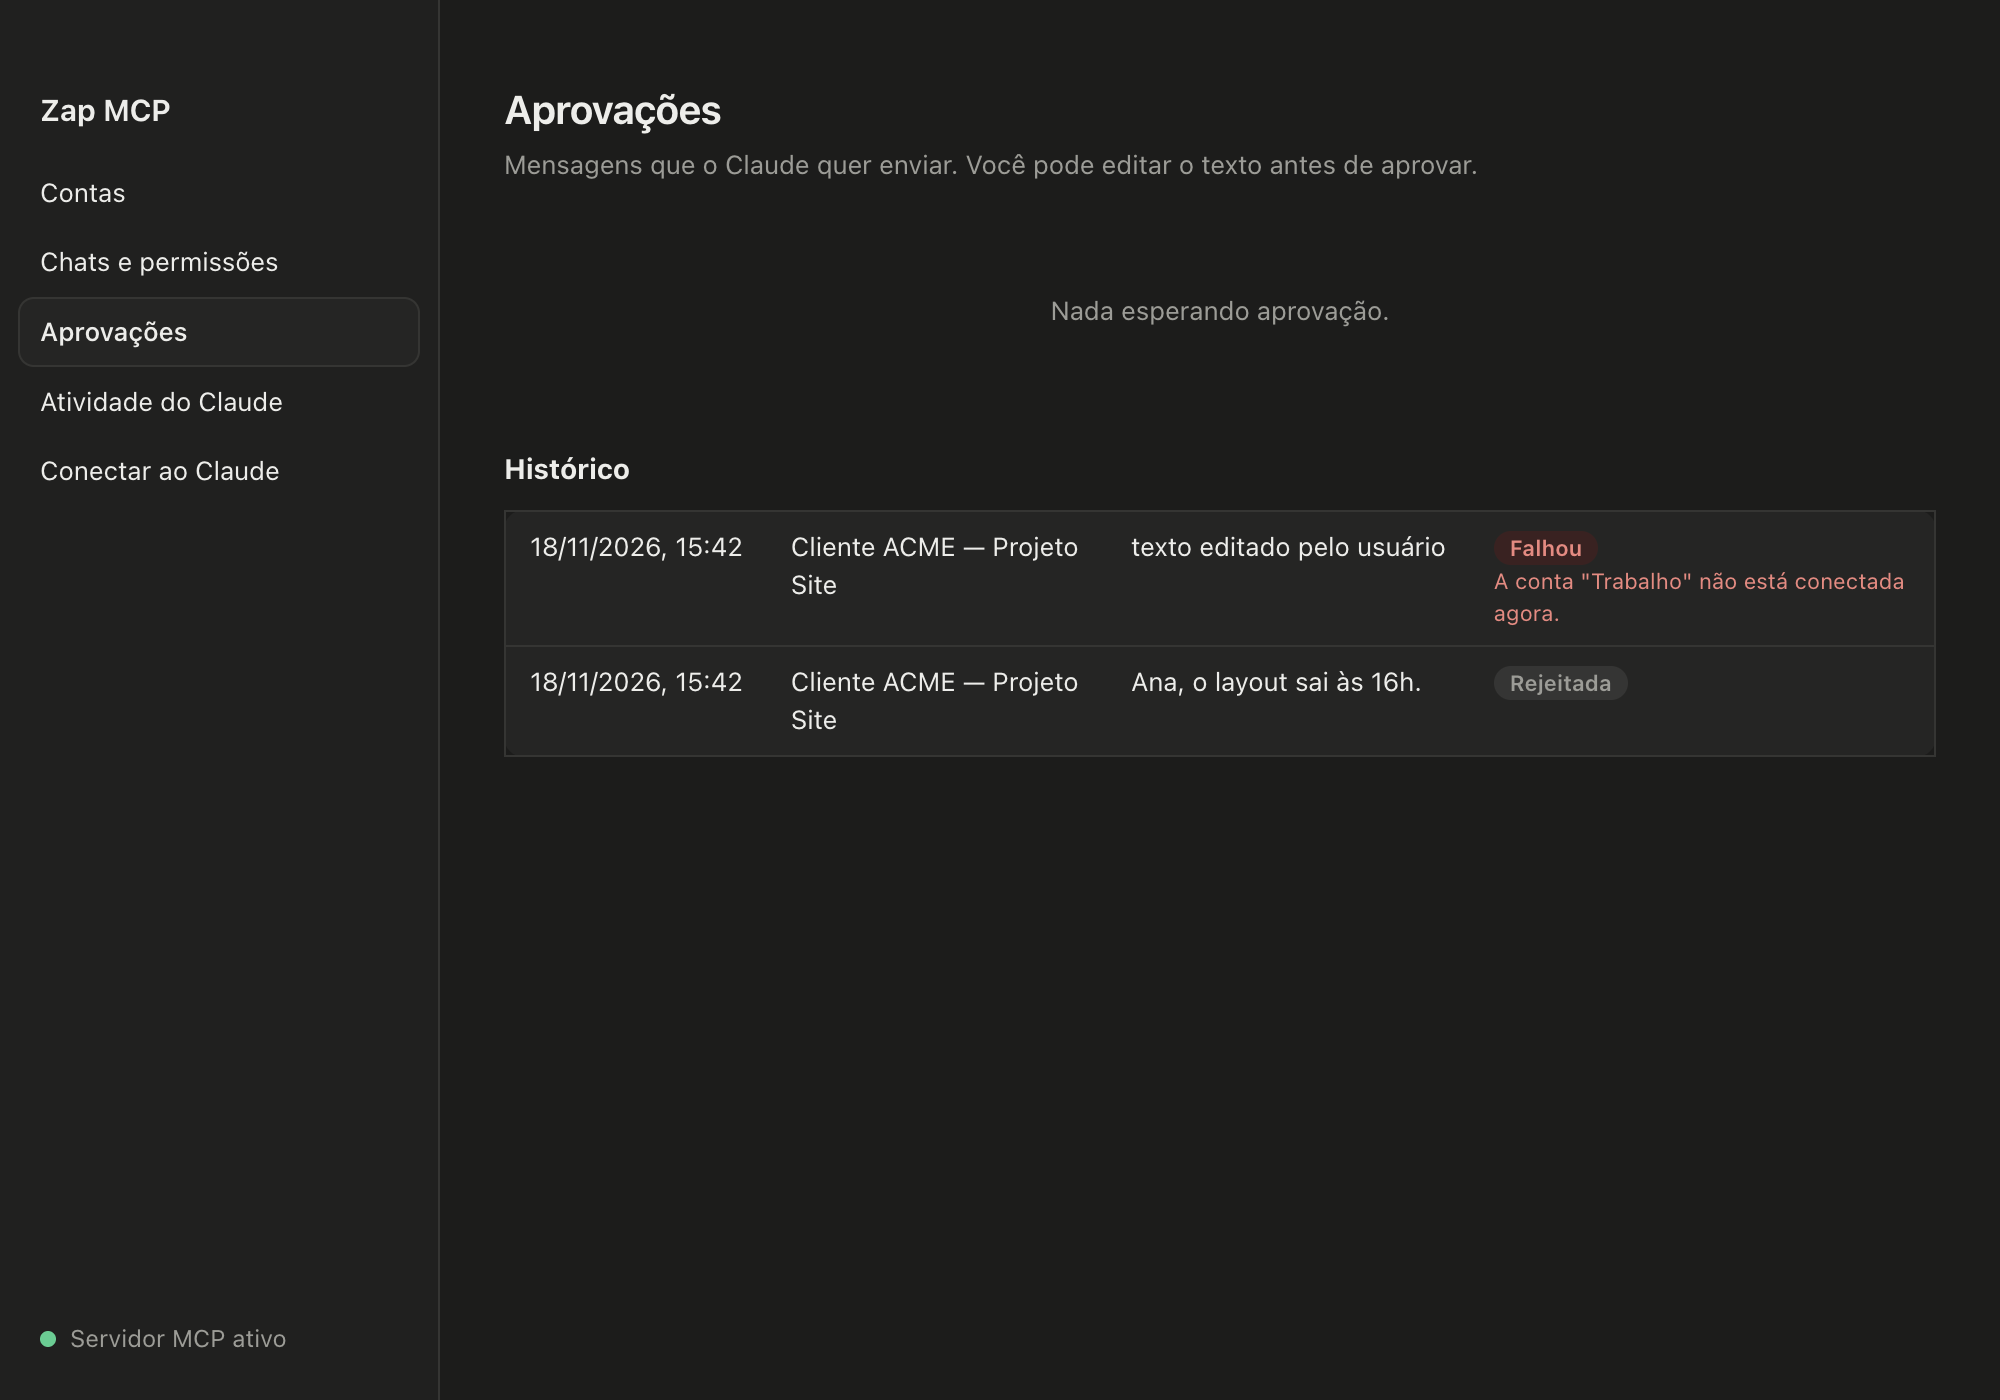 Zap MCP
Contas
Chats e permissões
Aprovações
Atividade do Claude
Conectar ao Claude
Servidor MCP ativo
Aprovações
Mensagens que o Claude quer enviar. Você pode editar o texto antes de aprovar.
Nada esperando aprovação.
Histórico
18/11/2026, 15:42
Cliente ACME — Projeto
Site
texto editado pelo usuário
Falhou
A conta "Trabalho" não está conectada
agora.
18/11/2026, 15:42
Cliente ACME — Projeto
Site
Ana, o layout sai às 16h.
Rejeitada